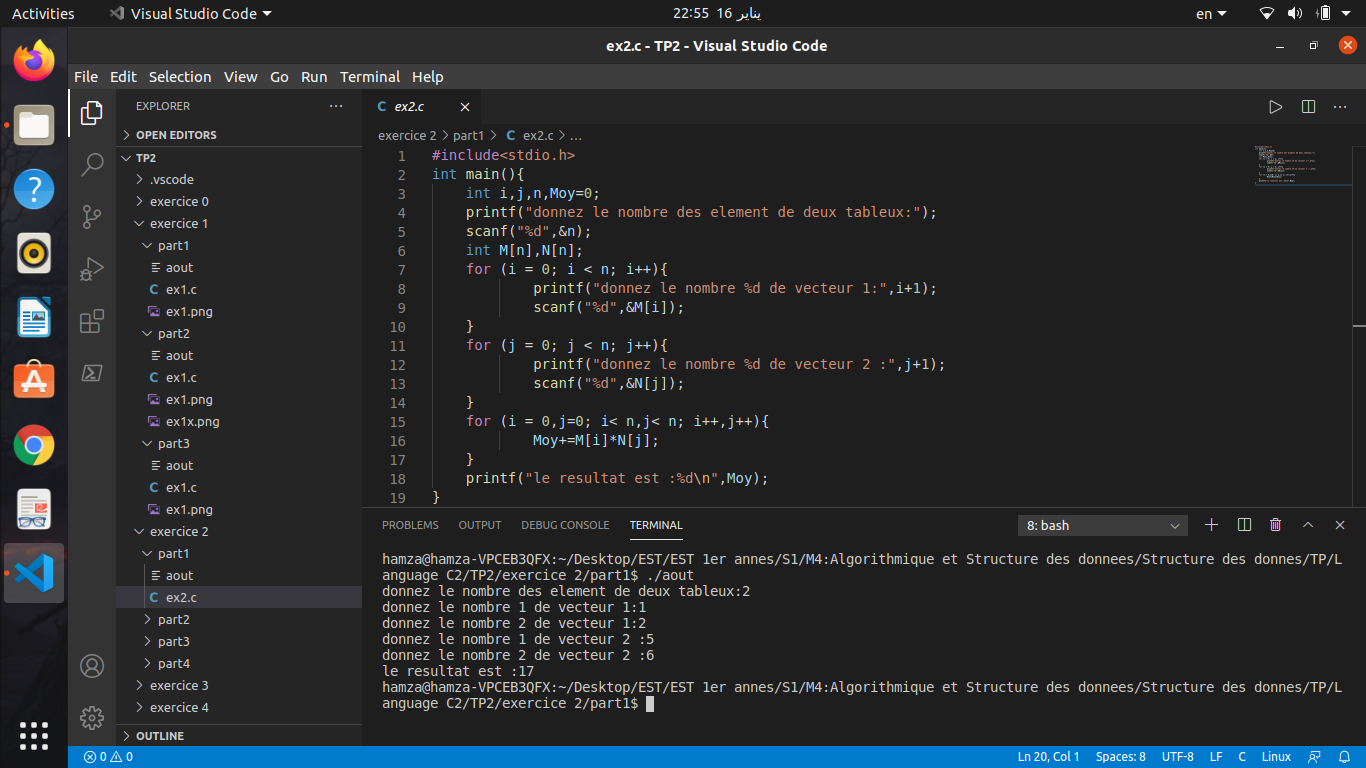 Activities
Visual Studio Code
22:55 16 يناير
en
ex2.c - TP2 - Visual Studio Code
File Edit Selection View Go Run Terminal Help
EXPLORER
OPEN EDITORS
TP2
.vscode
exercice 0
exercice 1
part1
aout
ex1.c
ex1.png
part2
aout
ex1.c
ex1.png
ex1x.png
part3
aout
ex1.c
ex1.png
exercice 2
part1
aout
ex2.c
part2
part3
part4
exercice 3
exercice 4
OUTLINE
C ex2.c
exercice 2 > part1 > C ex2.c > ...
1 #include<stdio.h>
2 int main(){
3 int i,j,n,Moy=0;
4 printf("donnez le nombre des element de deux tableux:");
5 scanf("%d",&n);
6 int M[n],N[n];
7 for (i = 0; i < n; i++){
8 printf("donnez le nombre %d de vecteur 1:",i+1);
9 scanf("%d",&M[i]);
10 }
11 for (j = 0; j < n; j++){
12 printf("donnez le nombre %d de vecteur 2 :",j+1);
13 scanf("%d",&N[j]);
14 }
15 for (i = 0,j=0; i< n,j< n; i++,j++){
16 Moy+=M[i]*N[j];
17 }
18 printf("le resultat est :%d\n",Moy);
19 }
PROBLEMS OUTPUT DEBUG CONSOLE TERMINAL
8: bash
hamza@hamza-VPCEB3QFX:~/Desktop/EST/EST 1er annes/S1/M4:Algorithmique et Structure des donnees/Structure des donnes/TP/L
anguage C2/TP2/exercice 2/part1$ ./aout
donnez le nombre des element de deux tableux:2
donnez le nombre 1 de vecteur 1:1
donnez le nombre 2 de vecteur 1:2
donnez le nombre 1 de vecteur 2 :5
donnez le nombre 2 de vecteur 2 :6
le resultat est :17
hamza@hamza-VPCEB3QFX:~/Desktop/EST/EST 1er annes/S1/M4:Algorithmique et Structure des donnees/Structure des donnes/TP/L
anguage C2/TP2/exercice 2/part1$
0 0
Ln 20, Col 1 Spaces: 8 UTF-8 LF C Linux